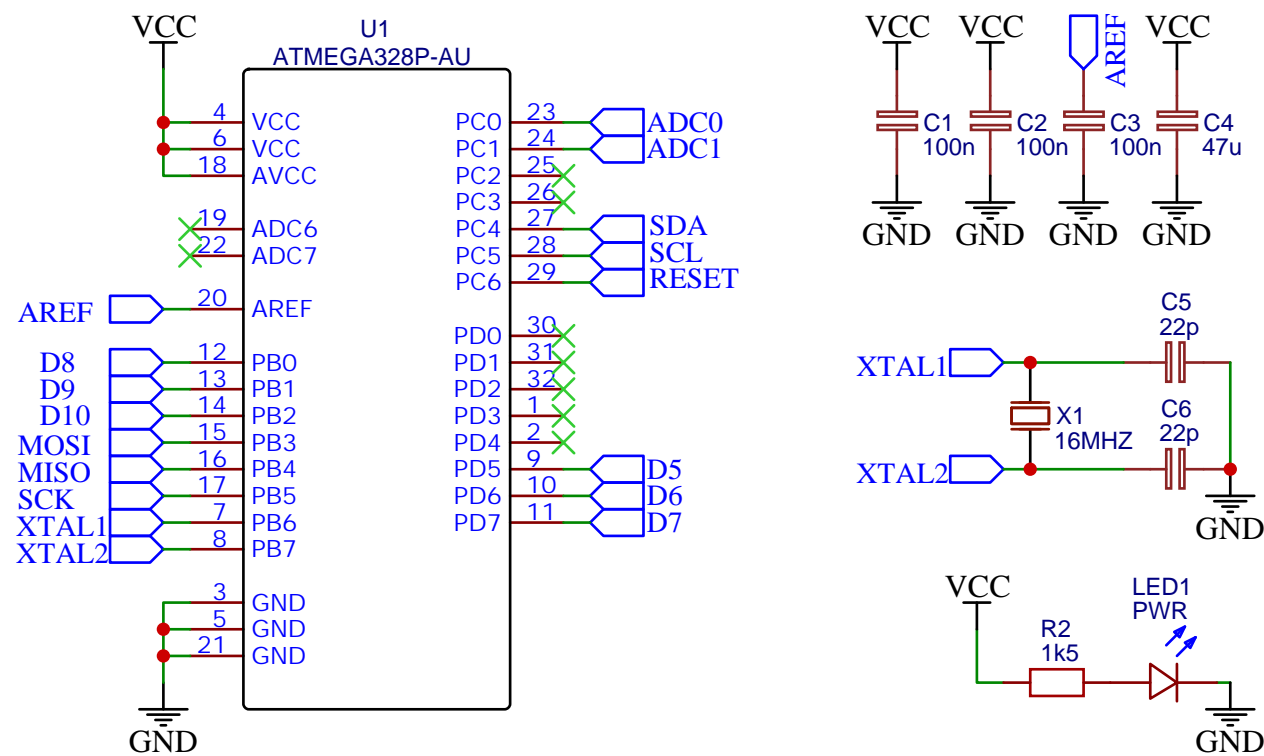 VCC
U1
ATMEGA328P-AU
4 VCC
6 VCC
18 AVCC
19 ADC6
22 ADC7
AREF 20 AREF
D8 12 PB0
D9 13 PB1
D10 14 PB2
MOSI 15 PB3
MISO 16 PB4
SCK 17 PB5
XTAL1 7 PB6
XTAL2 8 PB7
3 GND
5 GND
21 GND
GND
PC0 23 ADC0
PC1 24 ADC1
PC2 25
PC3 26
PC4 27 SDA
PC5 28 SCL
PC6 29 RESET
PD0 30
PD1 31
PD2 32
PD3 1
PD4 2
PD5 9 D5
PD6 10 D6
PD7 11 D7
VCC
C1
100n
GND
VCC
C2
100n
GND
AREF
C3
100n
GND
VCC
C4
47u
GND
XTAL1
C5
22p
X1
16MHZ
XTAL2
C6
22p
GND
VCC
R2
1k5
LED1
PWR
GND